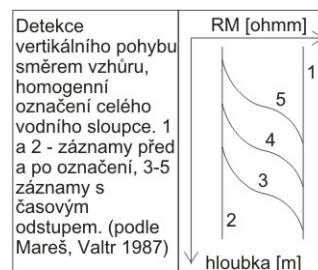 Detekce
vertikálního pohybu
směrem vzhůru,
homogenní
označení celého
vodního sloupce. 1
a 2 - záznamy před
a po označení, 3-5
záznamy s
časovým
odstupem. (podle
Mareš, Valtr 1987)
RM [ohmm]
1
5
4
3
2
hloubka [m]